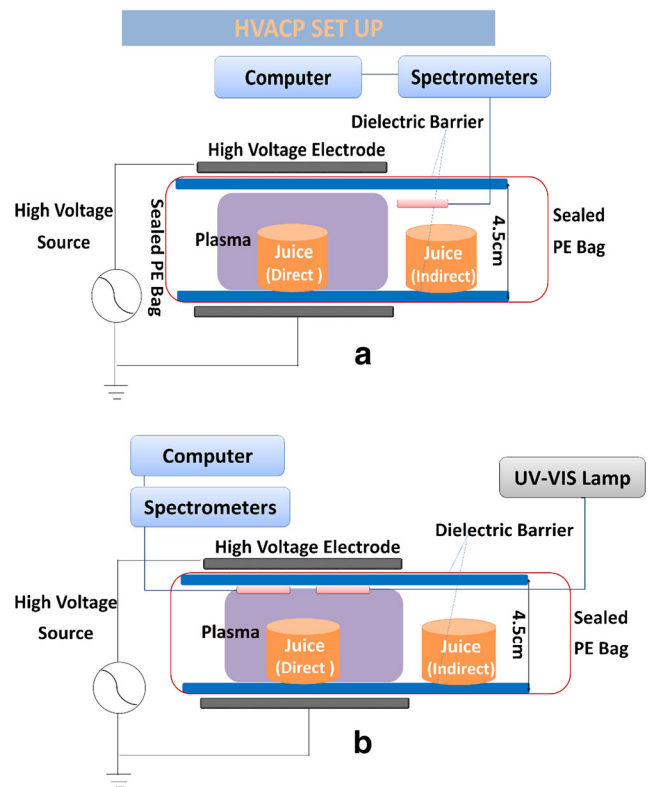 HVACP SET UP
Computer
Spectrometers
Dielectric Barrier
High Voltage Electrode
High Voltage
Source
Sealed PE Bag
Plasma
Juice
(Direct )
Juice
(Indirect)
4.5cm
Sealed
PE Bag
a
Computer
Spectrometers
UV-VIS Lamp
Dielectric Barrier
High Voltage Electrode
High Voltage
Source
Plasma
Juice
(Direct )
Juice
(Indirect)
4.5cm
Sealed
PE Bag
b